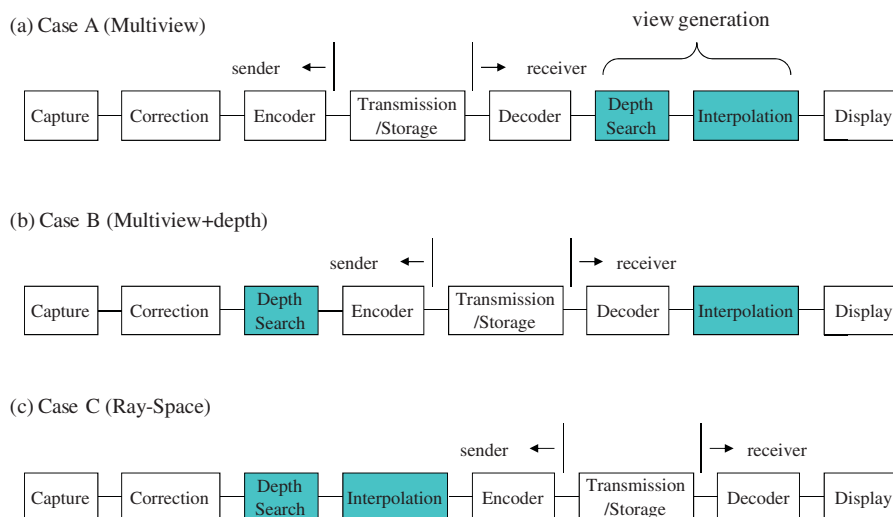 (a) Case A (Multiview)
view generation
sender
receiver
Capture
Correction
Encoder
Transmission
/Storage
Decoder
Depth
Search
Interpolation
Display
(b) Case B (Multiview+depth)
sender
receiver
Capture
Correction
Depth
Search
Encoder
Transmission
/Storage
Decoder
Interpolation
Display
(c) Case C (Ray-Space)
sender
receiver
Capture
Correction
Depth
Search
Interpolation
Encoder
Transmission
/Storage
Decoder
Display